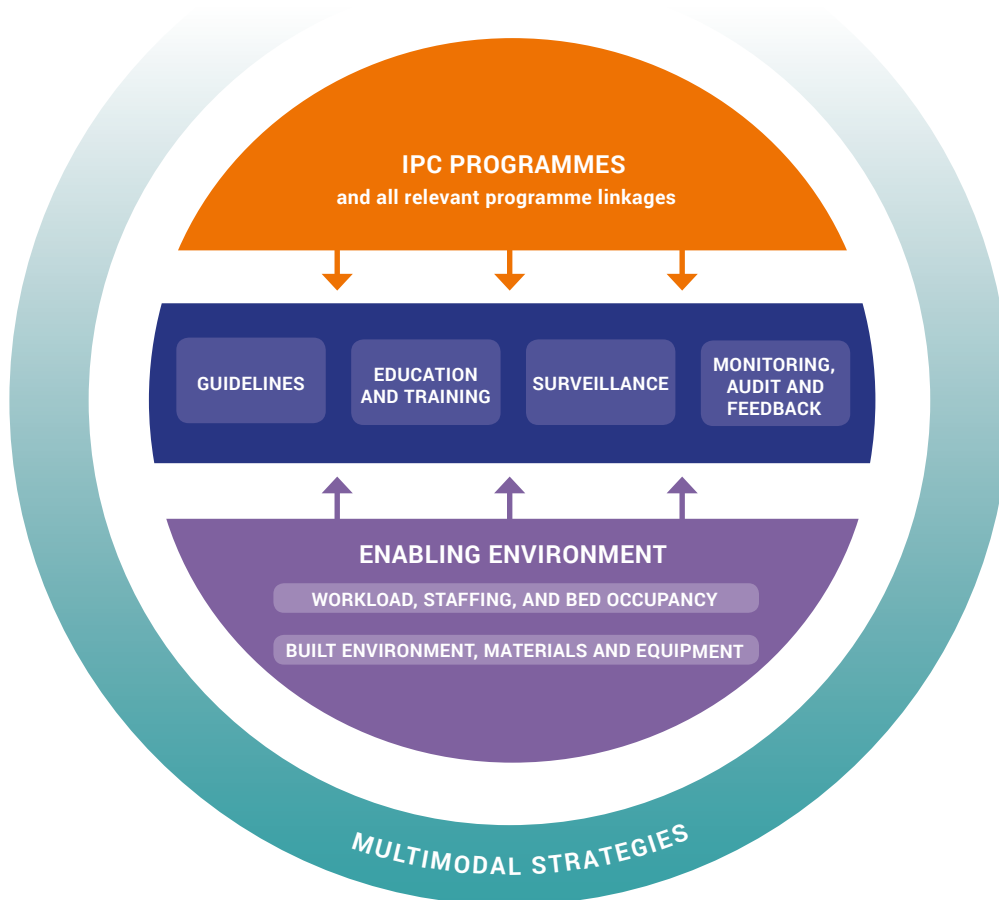 IPC PROGRAMMES
and all relevant programme linkages
GUIDELINES
EDUCATION
AND TRAINING
SURVEILLANCE
MONITORING,
AUDIT AND
FEEDBACK
ENABLING ENVIRONMENT
WORKLOAD, STAFFING, AND BED OCCUPANCY
BUILT ENVIRONMENT, MATERIALS AND EQUIPMENT
MULTIMODAL STRATEGIES